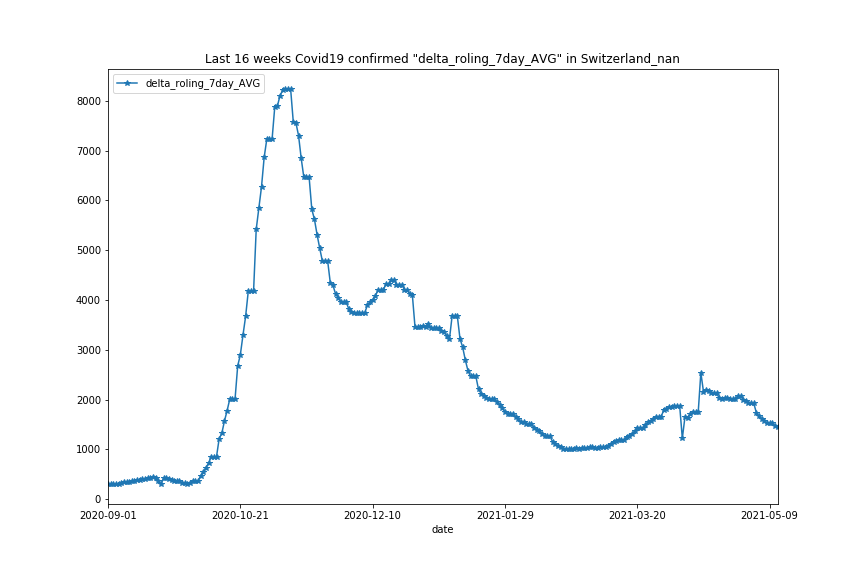 Last 16 weeks Covid19 confirmed "delta_roling_7day_AVG" in Switzerland_nan
delta_roling_7day_AVG
8000
7000
6000
5000
4000
3000
2000
1000
0
2020-09-01 2020-10-21 2020-12-10 2021-01-29 2021-03-20 2021-05-09
date